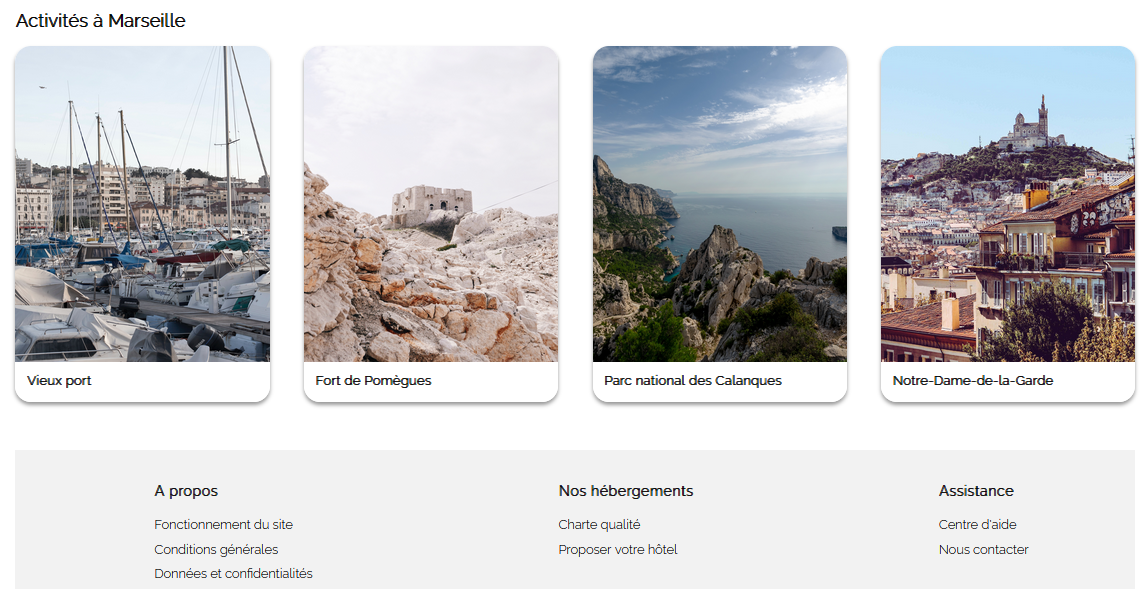 Activités à Marseille
Vieux port
Fort de Pomègues
Parc national des Calanques
Notre-Dame-de-la-Garde
A propos
Fonctionnement du site
Conditions générales
Données et confidentialités
Nos hébergements
Charte qualité
Proposer votre hôtel
Assistance
Centre d'aide
Nous contacter